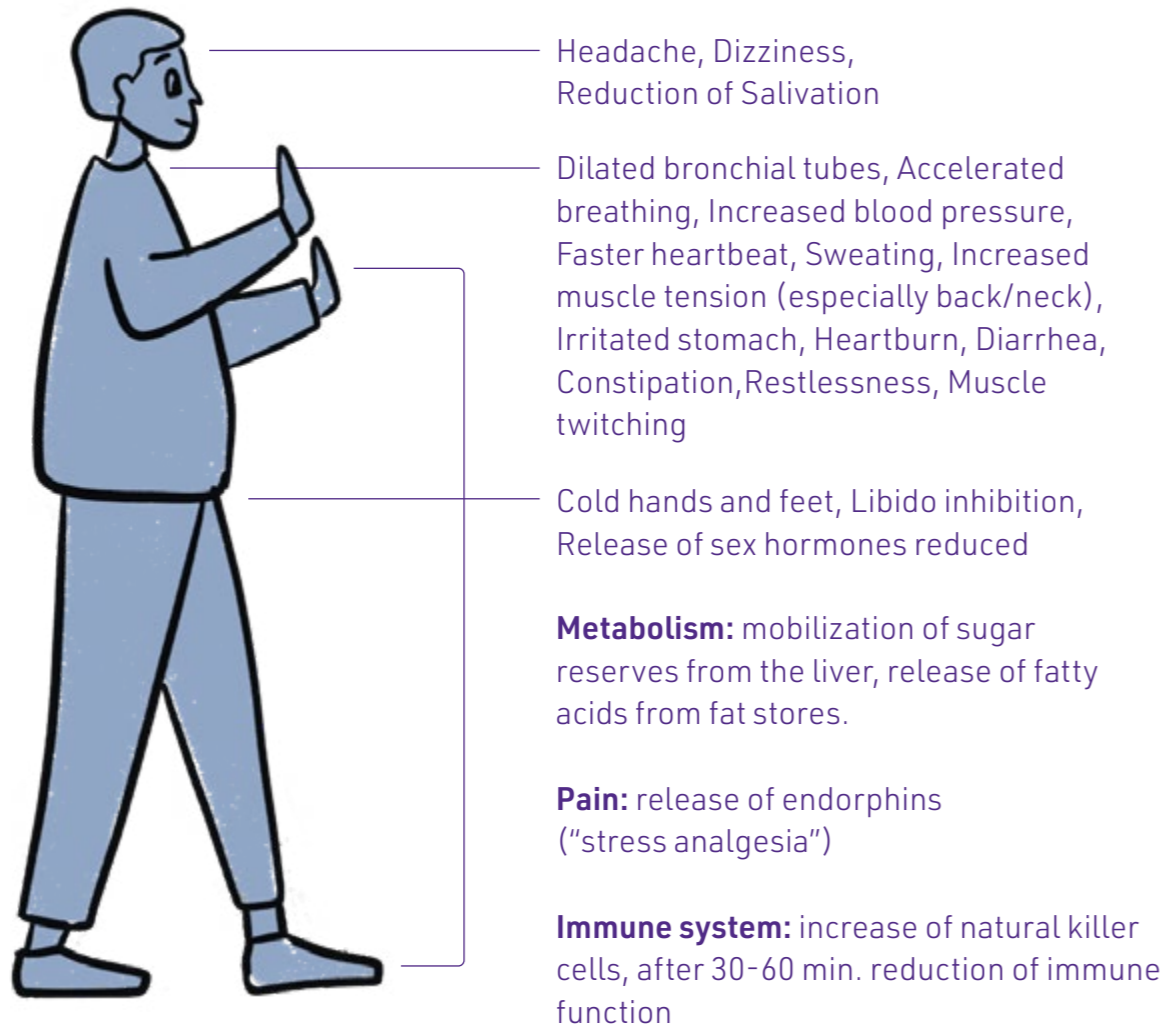 Headache, Dizziness,
Reduction of Salivation
Dilated bronchial tubes, Accelerated
breathing, Increased blood pressure,
Faster heartbeat, Sweating, Increased
muscle tension (especially back/neck),
Irritated stomach, Heartburn, Diarrhea,
Constipation,Restlessness, Muscle
twitching
Cold hands and feet, Libido inhibition,
Release of sex hormones reduced
Metabolism: mobilization of sugar
reserves from the liver, release of fatty
acids from fat stores.
Pain: release of endorphins
(“stress analgesia”)
Immune system: increase of natural killer
cells, after 30-60 min. reduction of immune
function